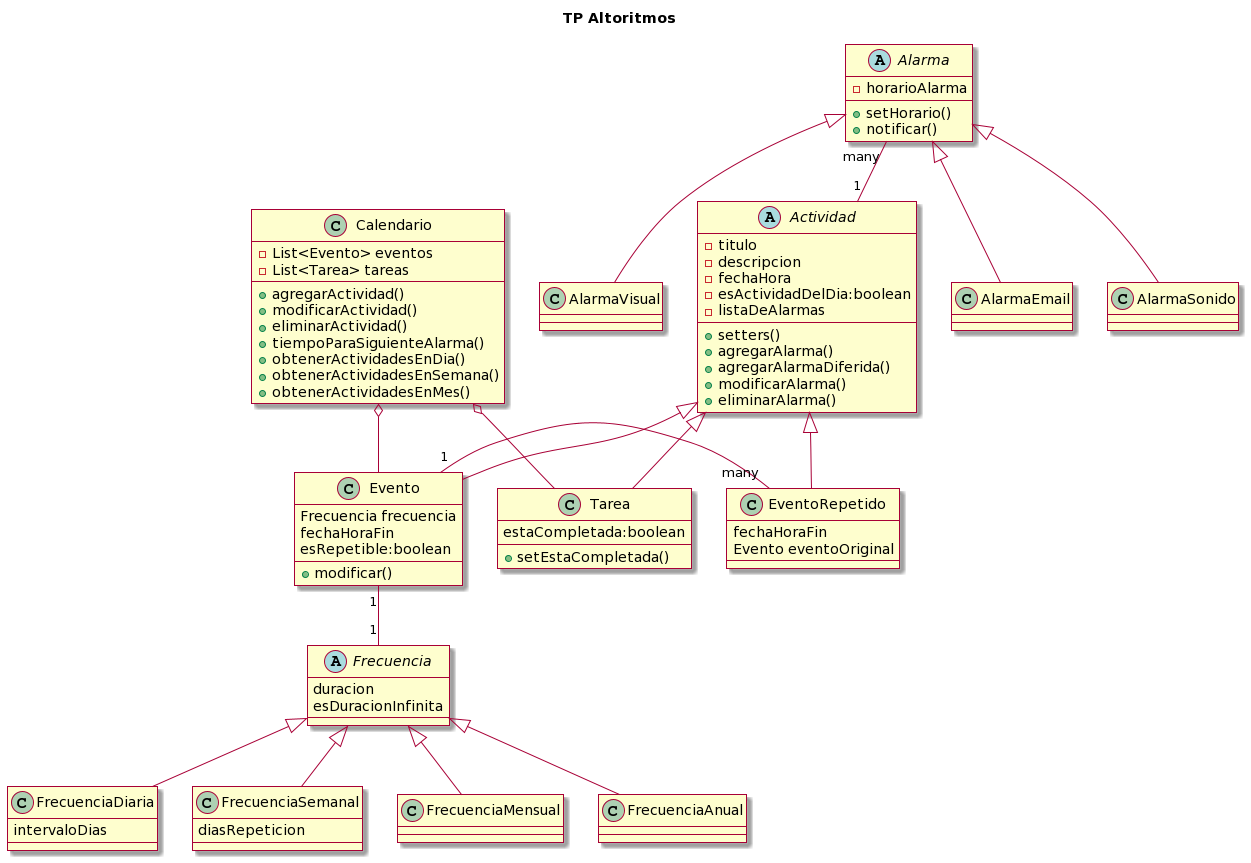 TP Altoritmos
A Alarma
horarioAlarma
setHorario()
notificar()
many
1
C Calendario
List<Evento> eventos
List<Tarea> tareas
agregarActividad()
modificarActividad()
eliminarActividad()
tiempoParaSiguienteAlarma()
obtenerActividadesEnDia()
obtenerActividadesEnSemana()
obtenerActividadesEnMes()
C AlarmaVisual
A Actividad
titulo
descripcion
fechaHora
esActividadDelDia:boolean
listaDeAlarmas
setters()
agregarAlarma()
agregarAlarmaDiferida()
modificarAlarma()
eliminarAlarma()
C AlarmaEmail
C AlarmaSonido
1
many
C Evento
Frecuencia frecuencia
fechaHoraFin
esRepetible:boolean
modificar()
C Tarea
estaCompletada:boolean
setEstaCompletada()
C EventoRepetido
fechaHoraFin
Evento eventoOriginal
1
1
A Frecuencia
duracion
esDuracionInfinita
C FrecuenciaDiaria
intervaloDias
C FrecuenciaSemanal
diasRepeticion
C FrecuenciaMensual
C FrecuenciaAnual